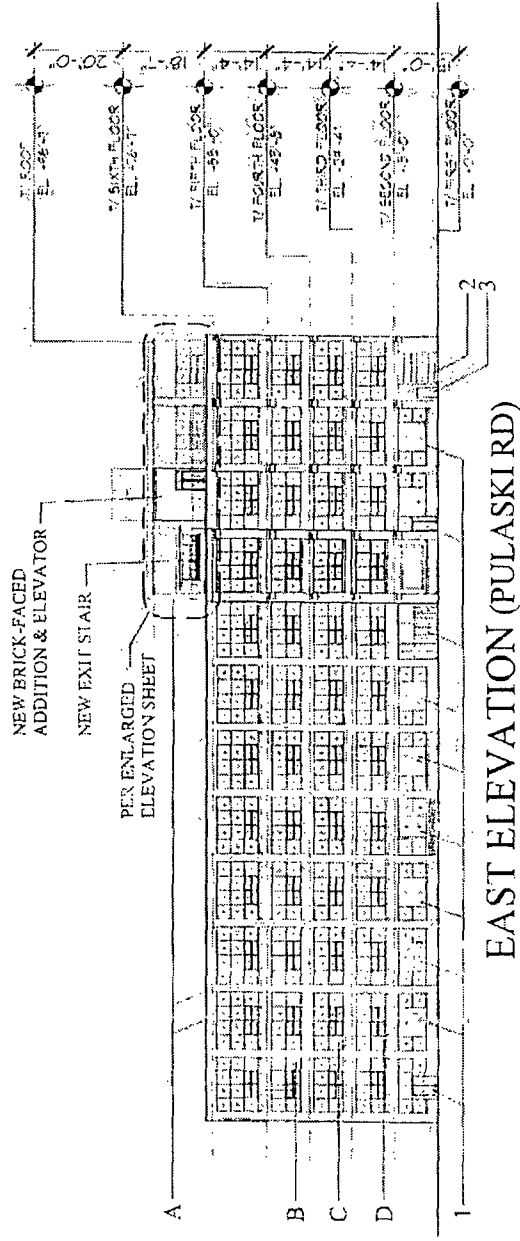 NEW BRICK-FACED
ADDITION & ELEVATOR
NEW EXIT STAIR
PER ENLARGED
ELEVATION SHEET
A
B
C
D
1
2
3
T/ ROOF
20'-0"
T/ SIXTH FLOOR
18'-7"
T/ FIFTH FLOOR
14'-4"
T/ FOURTH FLOOR
14'-4"
T/ THIRD FLOOR
14'-4"
T/ SECOND FLOOR
T/ FIRST FLOOR
EAST ELEVATION (PULASKI RD)